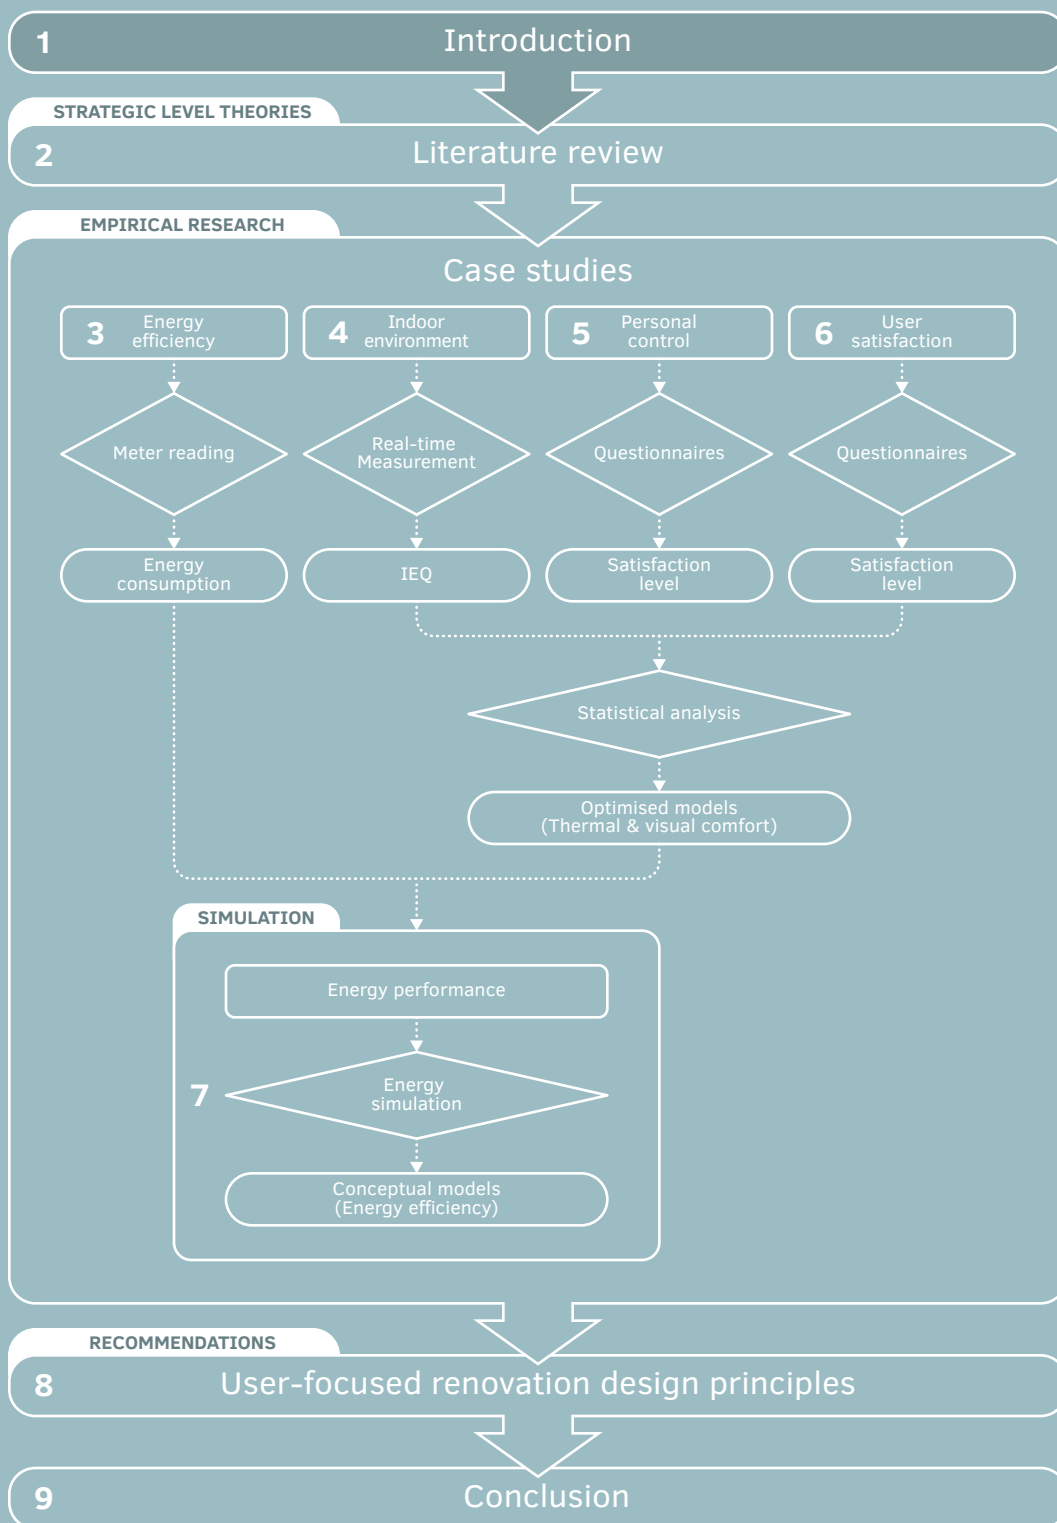 1
Introduction
STRATEGIC LEVEL THEORIES
2
Literature review
EMPIRICAL RESEARCH
Case studies
3
Energy
efficiency
4
Indoor
environment
5
Personal
control
6
User
satisfaction
Meter reading
Real-time
Measurement
Questionnaires
Questionnaires
Energy
consumption
IEQ
Satisfaction
level
Satisfaction
level
Statistical analysis
Optimised models
(Thermal & visual comfort)
SIMULATION
Energy performance
7
Energy
simulation
Conceptual models
(Energy efficiency)
RECOMMENDATIONS
8
User-focused renovation design principles
9
Conclusion